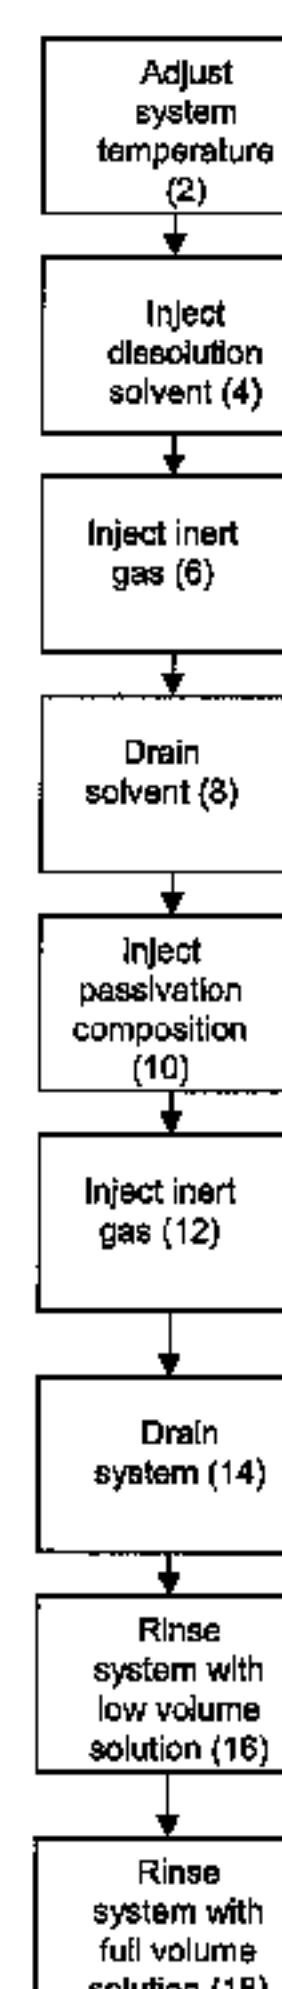 Adjust
system
temperature
(2)
Inject
dissolution
solvent (4)
Inject inert
gas (6)
Drain
solvent (8)
Inject
passivation
composition
(10)
Inject inert
gas (12)
Drain
system (14)
Rinse
system with
low volume
solution (16)
Rinse
system with
full volume
solution (18)